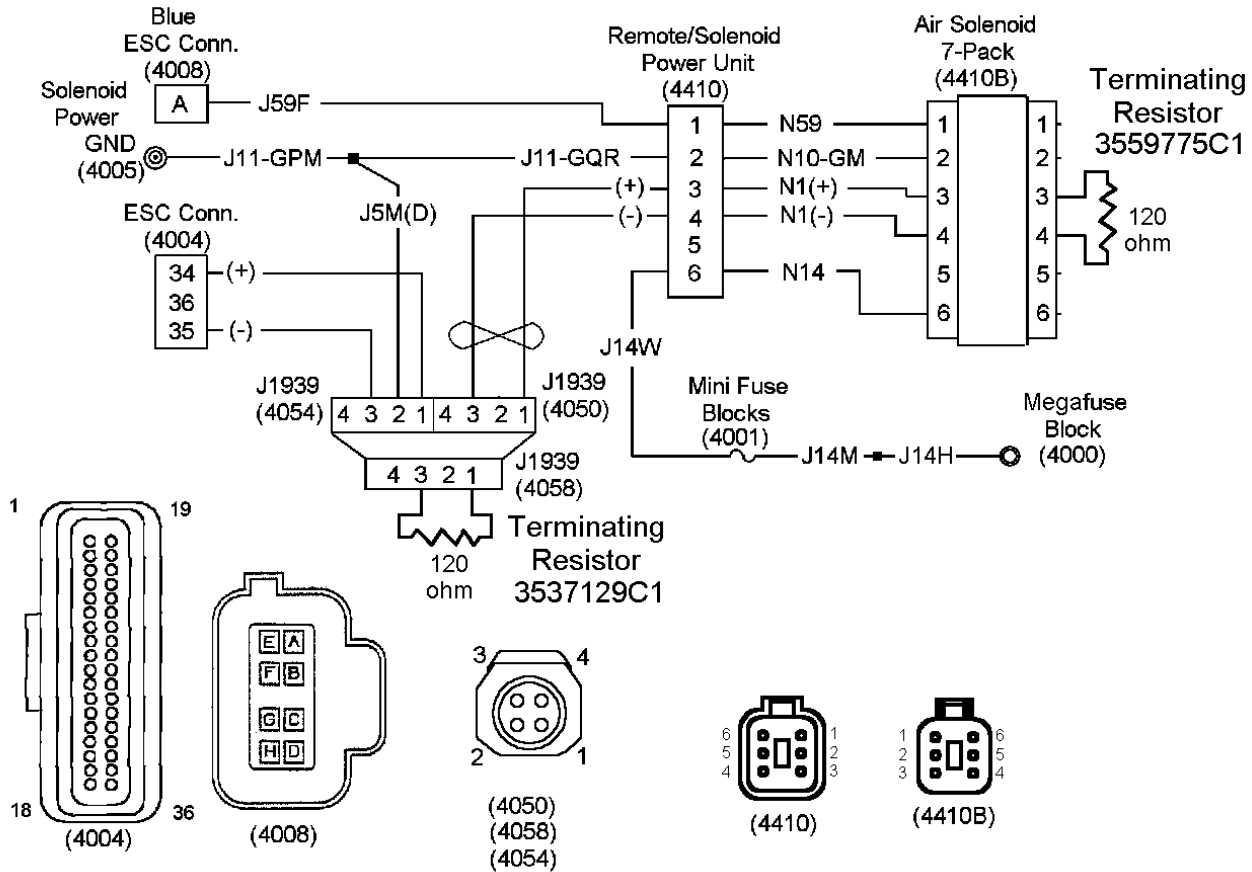 Blue
ESC Conn.
(4008)
Solenoid
Power
A
J59F
GND
(4005)
J11-GPM
J11-GQR
J5M(D)
ESC Conn.
(4004)
34
(+)
36
35
(-)
Remote/Solenoid
Power Unit
(4410)
1
2
3
4
5
6
(+)
(-)
N59
N10-GM
N1(+)
N1(-)
N14
Air Solenoid
7-Pack
(4410B)
1
2
3
4
5
6
1
2
3
4
5
6
Terminating
Resistor
3559775C1
120
ohm
J14W
J1939
(4054)
4 3 2 1 4 3 2 1
J1939
(4050)
4 3 2 1
J1939
(4058)
Mini Fuse
Blocks
(4001)
J14M
J14H
Megafuse
Block
(4000)
120
ohm
Terminating
Resistor
3537129C1
1
19
18
36
(4004)
E A
F B
G C
H D
(4008)
3 4
2 1
(4050)
(4058)
(4054)
6 1
5 2
4 3
(4410)
1 6
2 5
3 4
(4410B)